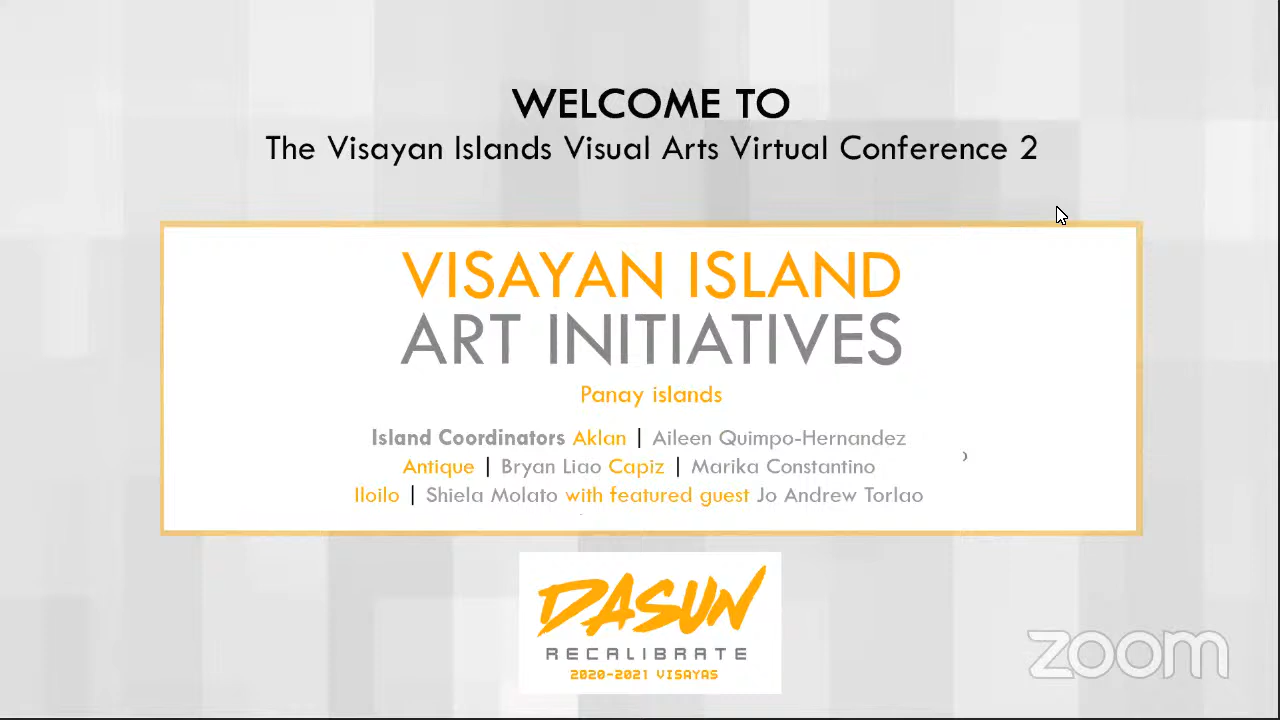 WELCOME TO
The Visayan Islands Visual Arts Virtual Conference 2
VISAYAN ISLAND
ART INITIATIVES
Panay islands
Island Coordinators Aklan | Aileen Quimpo-Hernandez
Antique | Bryan Liao Capiz | Marika Constantino
Iloilo | Shiela Molato with featured guest Jo Andrew Torlao
DASUN
RECALIBRATE
2020-2021 VISAYAS
zoom